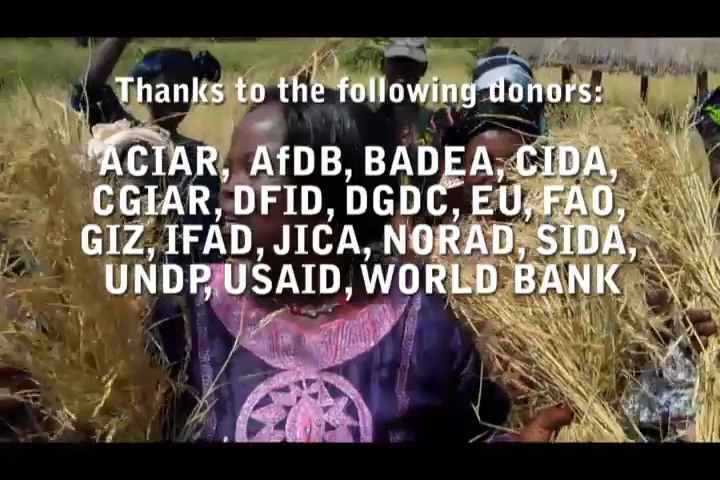 Thanks to the following donors:
ACIAR, AfDB, BADEA, CIDA,
CGIAR, DFID, DGDC, EU, FAO,
GIZ, IFAD, JICA, NORAD, SIDA,
UNDP, USAID, WORLD BANK